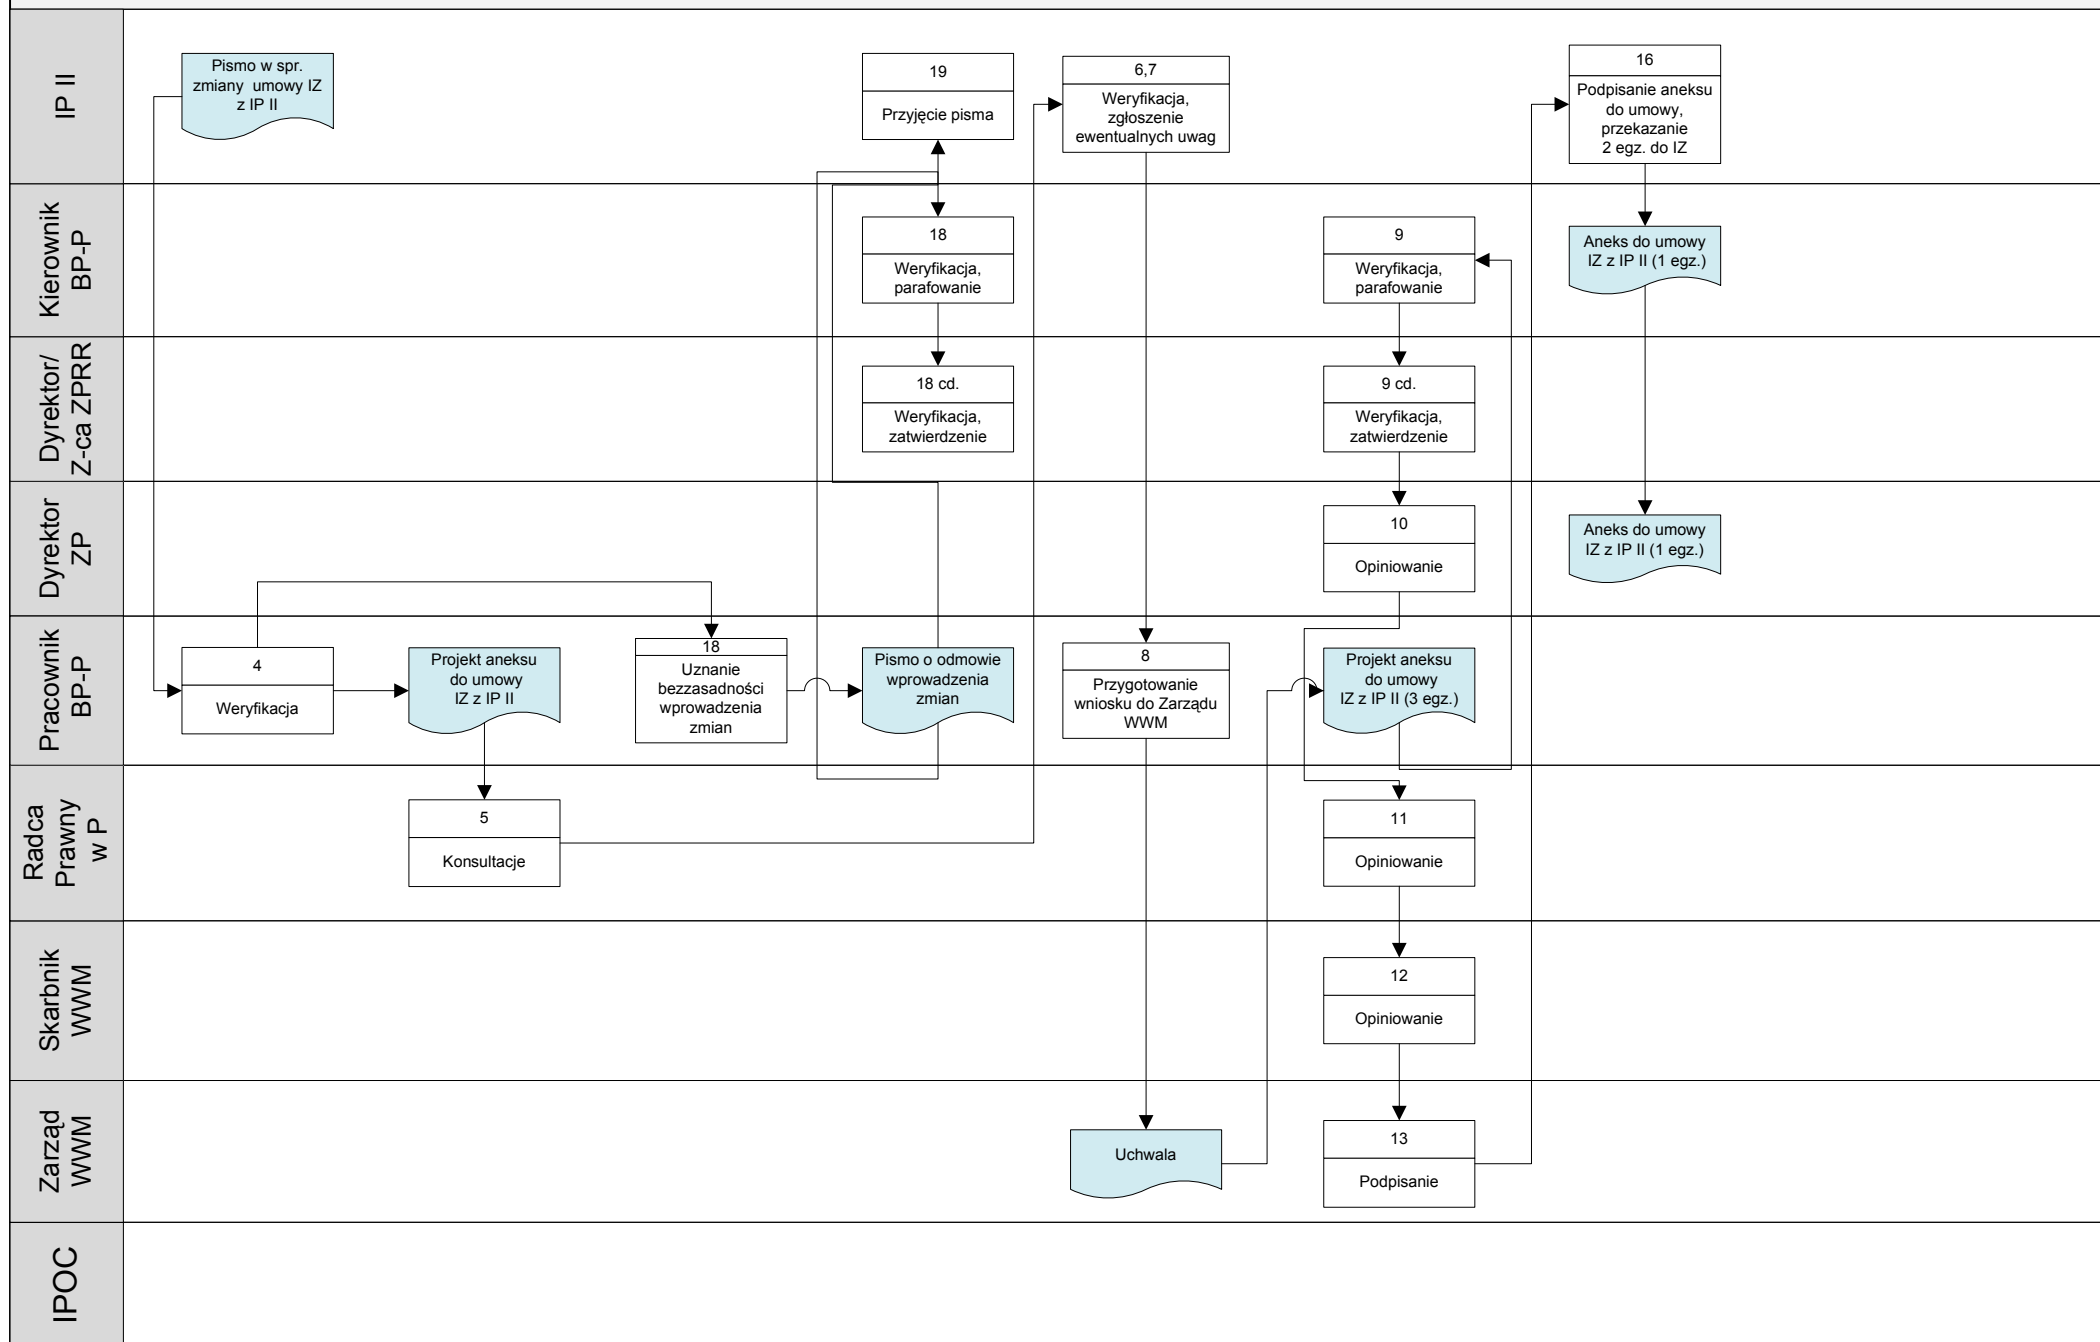 IP II
Pismo w spr.
zmiany umowy IZ
z IP II
19
Przyjęcie pisma
6,7
Weryfikacja,
zgłoszenie
ewentualnych uwag
16
Podpisanie aneksu
do umowy,
przekazanie
2 egz. do IZ
Kierownik
BP-P
18
Weryfikacja,
parafowanie
9
Weryfikacja,
parafowanie
Aneks do umowy
IZ z IP II (1 egz.)
Dyrektor/
Z-ca ZPRR
18 cd.
Weryfikacja,
zatwierdzenie
9 cd.
Weryfikacja,
zatwierdzenie
Dyrektor
ZP
10
Opiniowanie
Aneks do umowy
IZ z IP II (1 egz.)
Pracownik
BP-P
4
Weryfikacja
Projekt aneksu
do umowy
IZ z IP II
18
Uznanie
bezzasadności
wprowadzenia
zmian
Pismo o odmowie
wprowadzenia
zmian
8
Przygotowanie
wniosku do Zarządu
WWM
Projekt aneksu
do umowy
IZ z IP II (3 egz.)
Radca
Prawny
w P
5
Konsultacje
11
Opiniowanie
Skarbnik
WWM
12
Opiniowanie
Zarząd
WWM
Uchwala
13
Podpisanie
IPOC